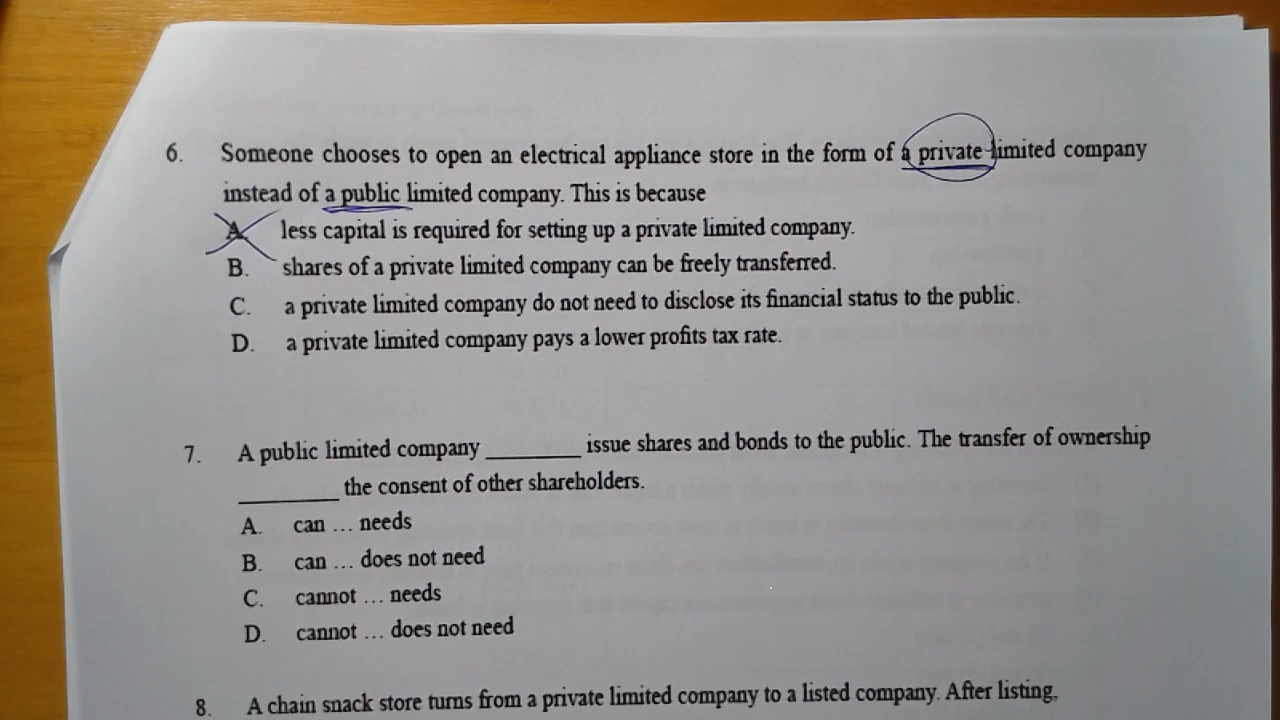 6. Someone chooses to open an electrical appliance store in the form of a private limited company
instead of a public limited company. This is because
A. less capital is required for setting up a private limited company.
B. shares of a private limited company can be freely transferred.
C. a private limited company do not need to disclose its financial status to the public.
D. a private limited company pays a lower profits tax rate.
7. A public limited company ________ issue shares and bonds to the public. The transfer of ownership
_________ the consent of other shareholders.
A. can ... needs
B. can ... does not need
C. cannot ... needs
D. cannot ... does not need
8. A chain snack store turns from a private limited company to a listed company. After listing,